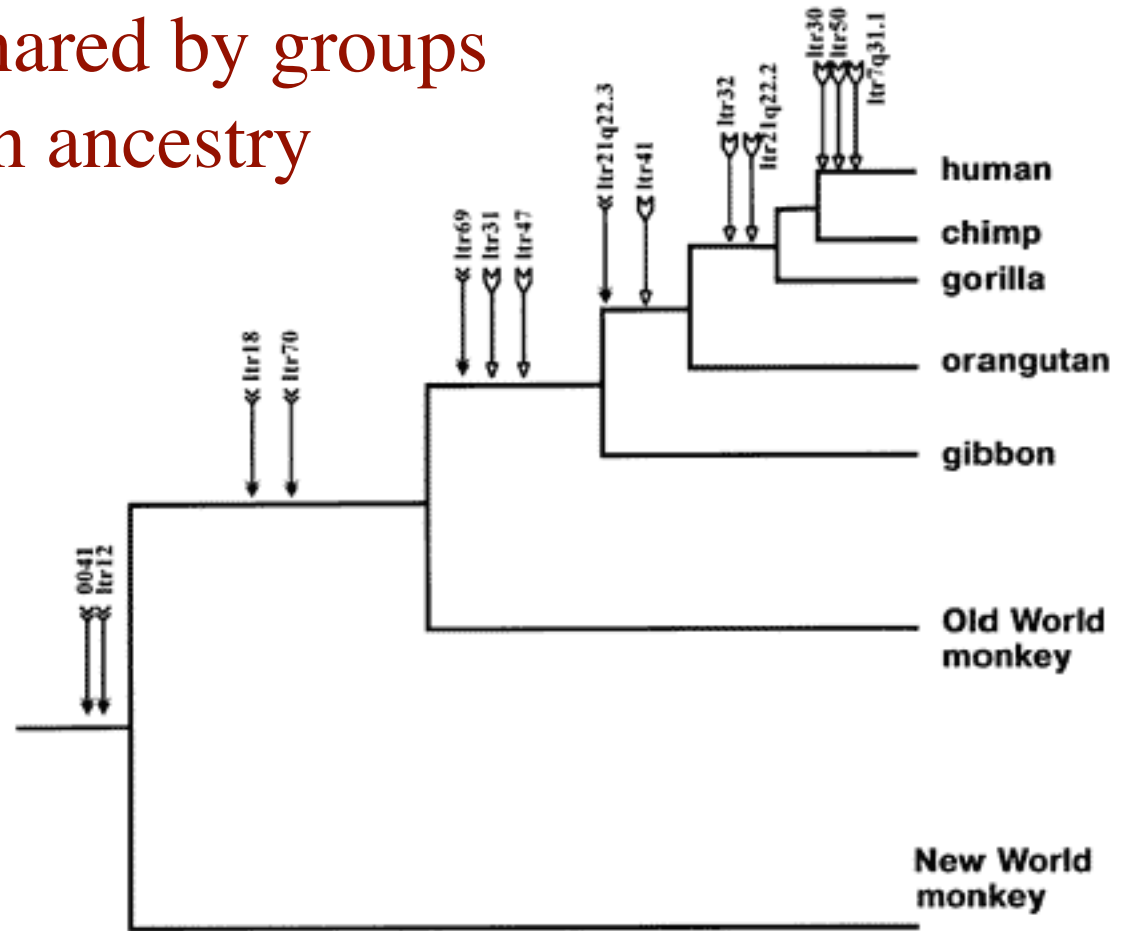 hared by groups
n ancestry
ltr30
ltr50
ltr7q31.1
ltr32
ltr21q22.2
ltr21q22.3
ltr41
ltr69
ltr31
ltr47
ltr18
ltr70
0041
ltr12
human
chimp
gorilla
orangutan
gibbon
Old World
monkey
New World
monkey